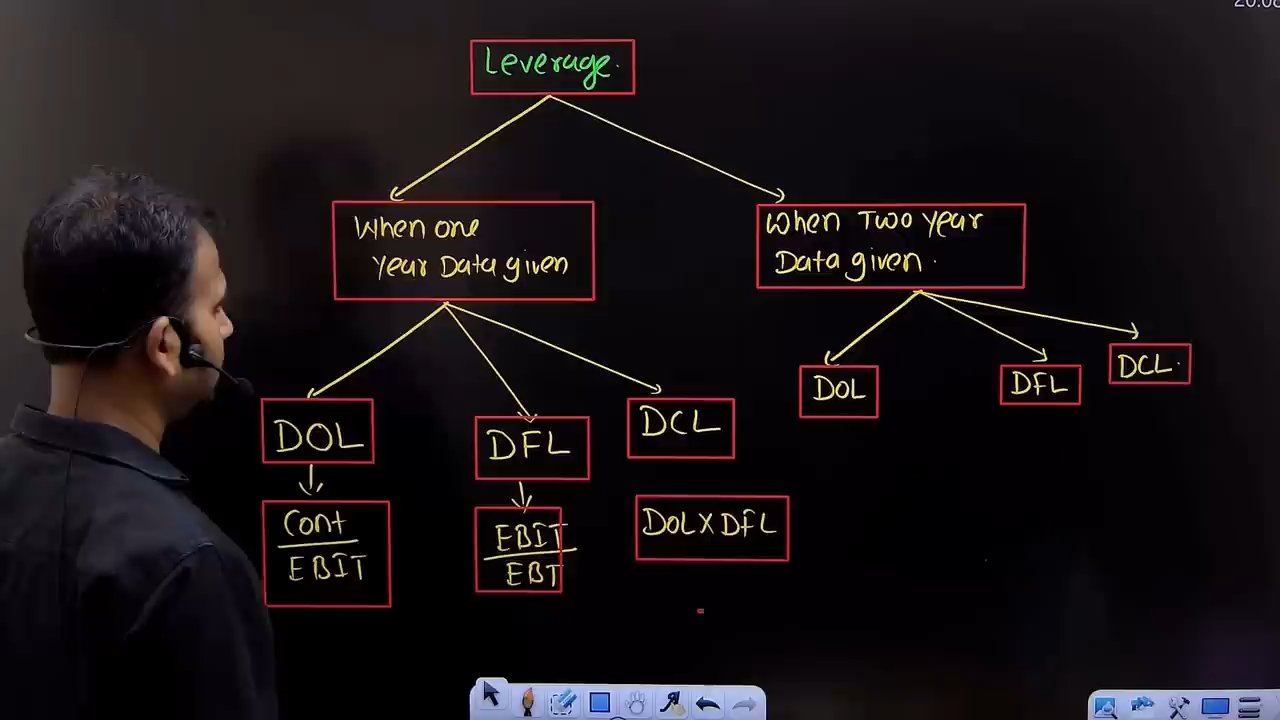 Leverage.
When one
Year Data given
When Two year
Data given.
DOL
DFL
DCL
DOL
DFL
DCL.
Cont
EBIT
EBIT
EBT
DOL X DFL